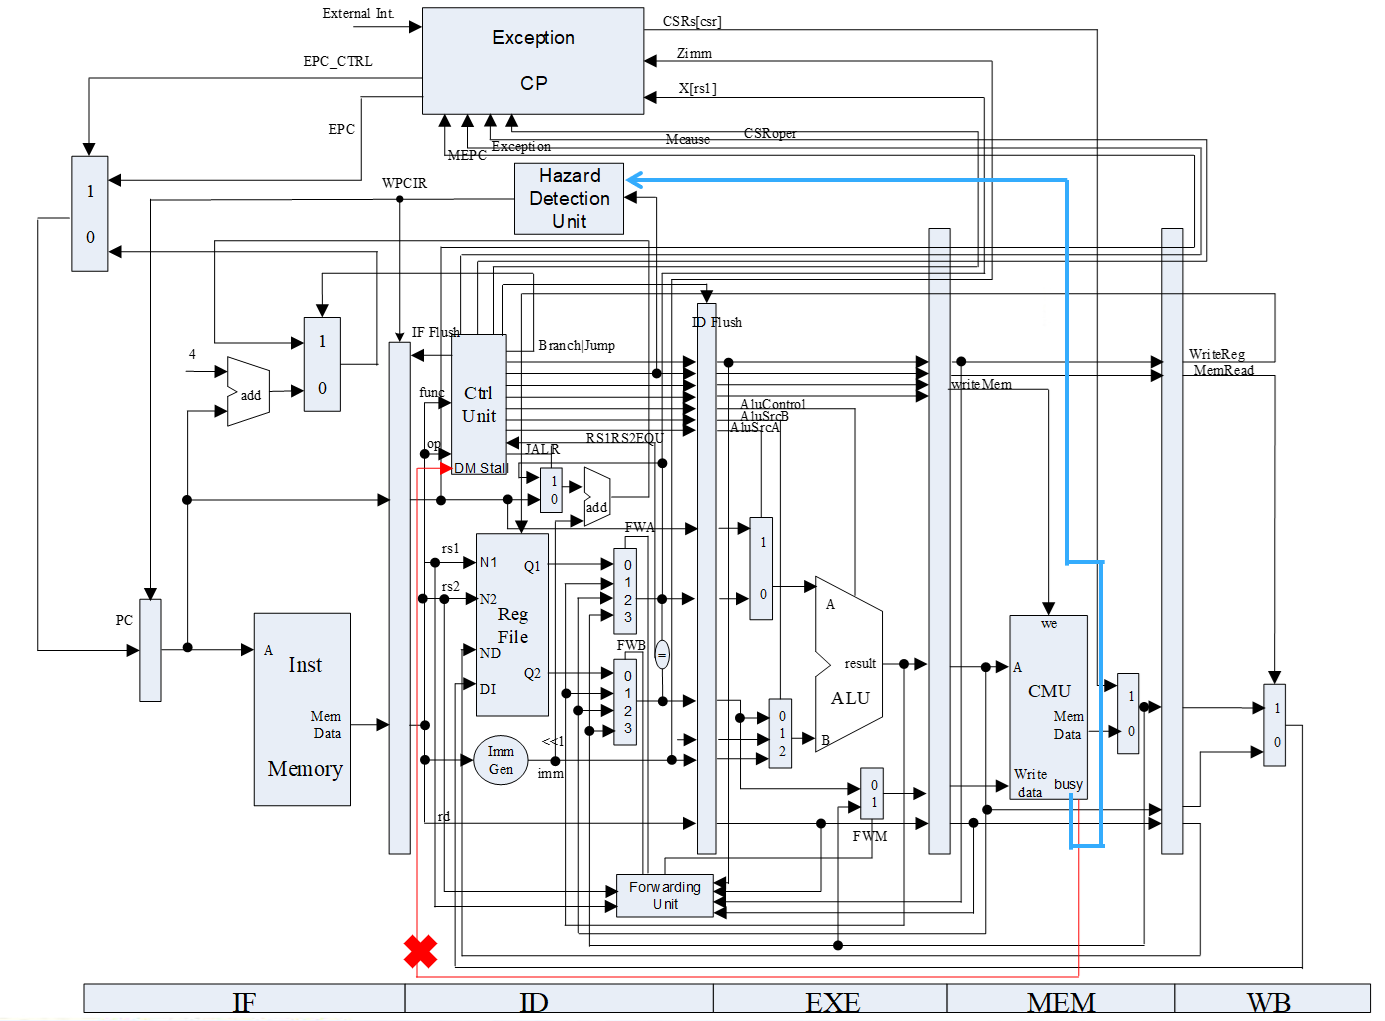 External Int.
CSRs[csr]
Exception
CP
Zimm
EPC_CTRL
X[rs1]
EPC
CSRoper
Mcause
Exception
MEPC
Hazard
Detection
Unit
WPCIR
1
0
ID Flush
IF Flush
Branch|Jump
WriteReg
MemRead
4
add
1
0
func
Ctrl
Unit
writeMem
AluControl
AluSrcB
AluSrcA
op
RS1RS2EQU
JALR
DM Stall
1
0
add
FWA
rs1
N1
Q1
0
1
2
3
1
0
A
rs2
N2
Reg
File
ND
DI
Q2
FWB
0
1
2
3
=
PC
A
Inst
Mem
Data
Memory
Imm
Gen
<<1
imm
0
1
2
B
ALU
result
we
A
CMU
Mem
Data
Write
data
busy
1
0
1
0
0
1
FWM
rd
Forwarding
Unit
IF
ID
EXE
MEM
WB